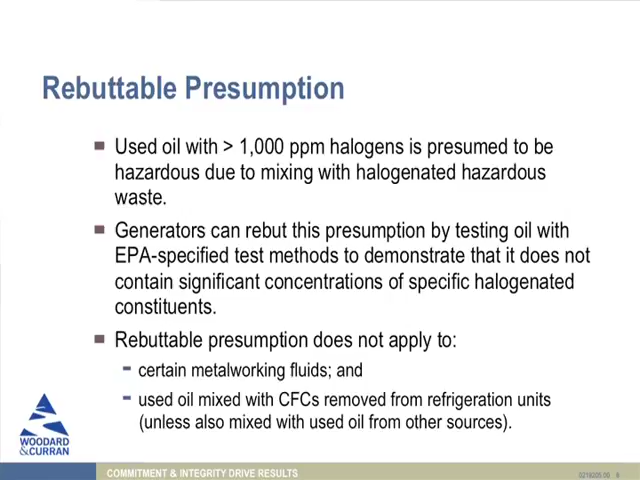 Rebuttable Presumption
Used oil with > 1,000 ppm halogens is presumed to be
hazardous due to mixing with halogenated hazardous
waste.
Generators can rebut this presumption by testing oil with
EPA-specified test methods to demonstrate that it does not
contain significant concentrations of specific halogenated
constituents.
Rebuttable presumption does not apply to:
certain metalworking fluids; and
used oil mixed with CFCs removed from refrigeration units
(unless also mixed with used oil from other sources).
WOODARD
&CURRAN
COMMITMENT & INTEGRITY DRIVE RESULTS